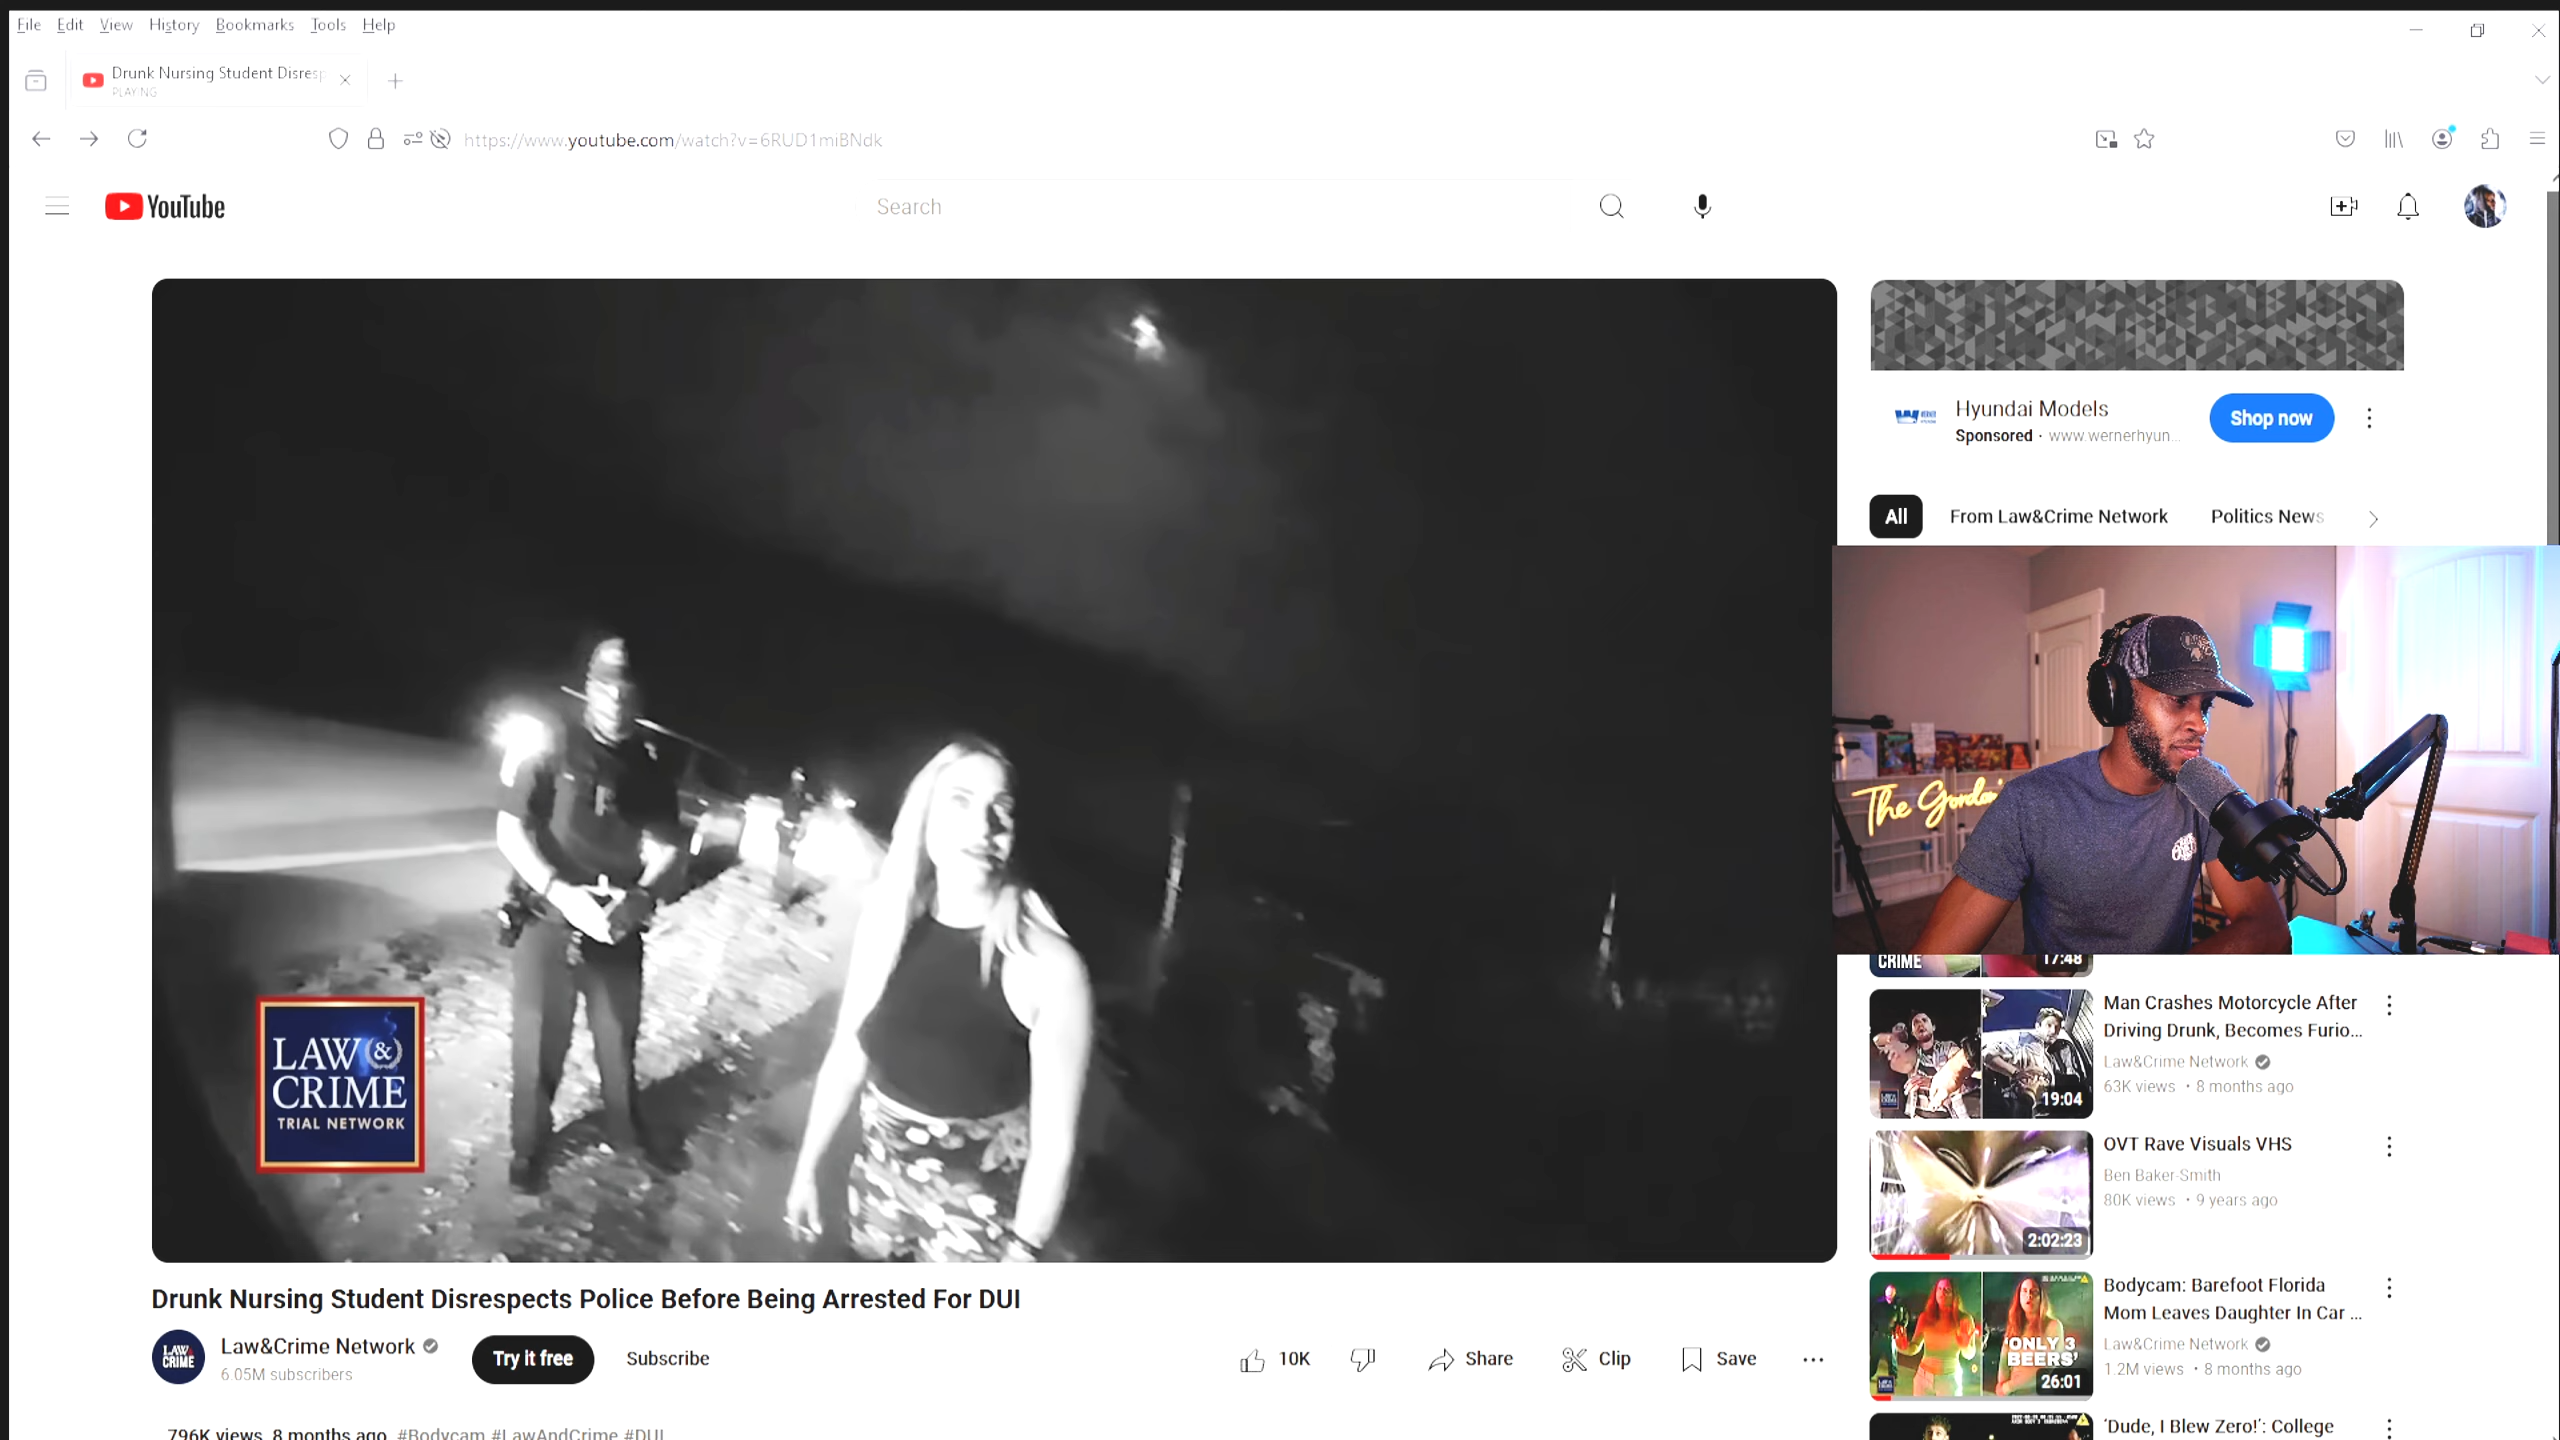 File Edit View History Bookmarks Tools Help
Drunk Nursing Student Disresp
PLAYING
https://www.youtube.com/watch?v=6RUD1miBNdk
YouTube
Search
Hyundai Models
Sponsored · www.wernerhyun...
Shop now
All From Law&Crime Network Politics News
The Gordon
LAW &
CRIME
TRIAL NETWORK
CRIME
17:48
Man Crashes Motorcycle After
Driving Drunk, Becomes Furio...
Law&Crime Network
63K views • 8 months ago
19:04
OVT Rave Visuals VHS
Ben Baker-Smith
80K views • 9 years ago
2:02:23
Bodycam: Barefoot Florida
Mom Leaves Daughter In Car ...
Law&Crime Network
1.2M views • 8 months ago
'ONLY 3
BEERS'
26:01
'Dude, I Blew Zero!': College
Drunk Nursing Student Disrespects Police Before Being Arrested For DUI
LAW&
CRIME
Law&Crime Network
6.05M subscribers
Try it free
Subscribe
10K
Share
Clip
Save
796K views 8 months ago #Bodycam #LawAndCrime #DUI